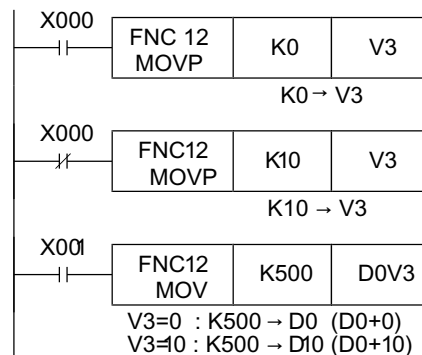 X000
FNC 12
MOVP
K0
V3
K0 → V3
X000
FNC12
MOVP
K10
V3
K10 → V3
X001
FNC12
MOV
K500
D0V3
V3=0 : K500 → D0 (D0+0)
V3=10 : K500 → D10 (D0+10)